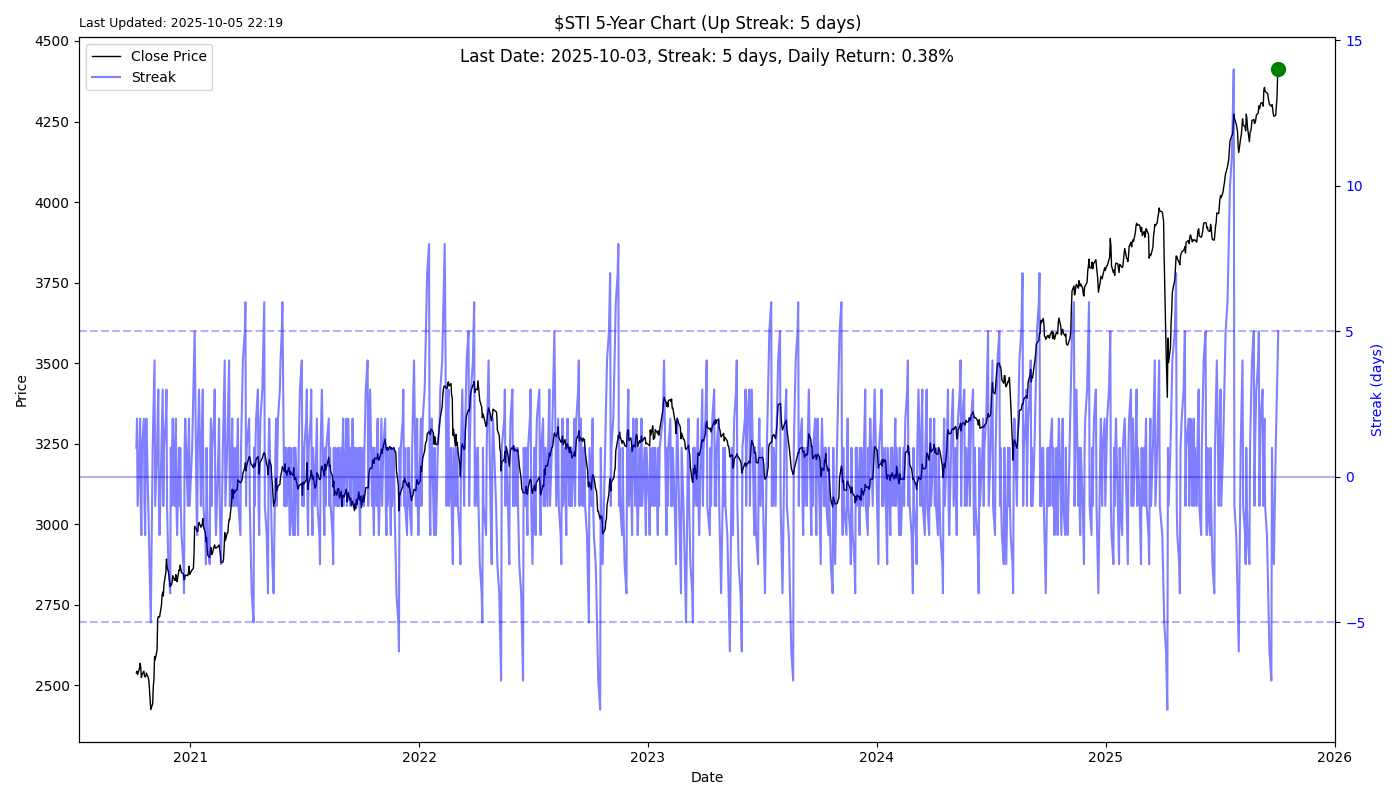 Last Updated: 2025-10-05 22:19
$STI 5-Year Chart (Up Streak: 5 days)
Last Date: 2025-10-03, Streak: 5 days, Daily Return: 0.38%
Close Price
Streak
4500
4250
4000
3750
3500
3250
3000
2750
2500
Price
15
10
5
0
−5
Streak (days)
2021
2022
2023
2024
2025
2026
Date